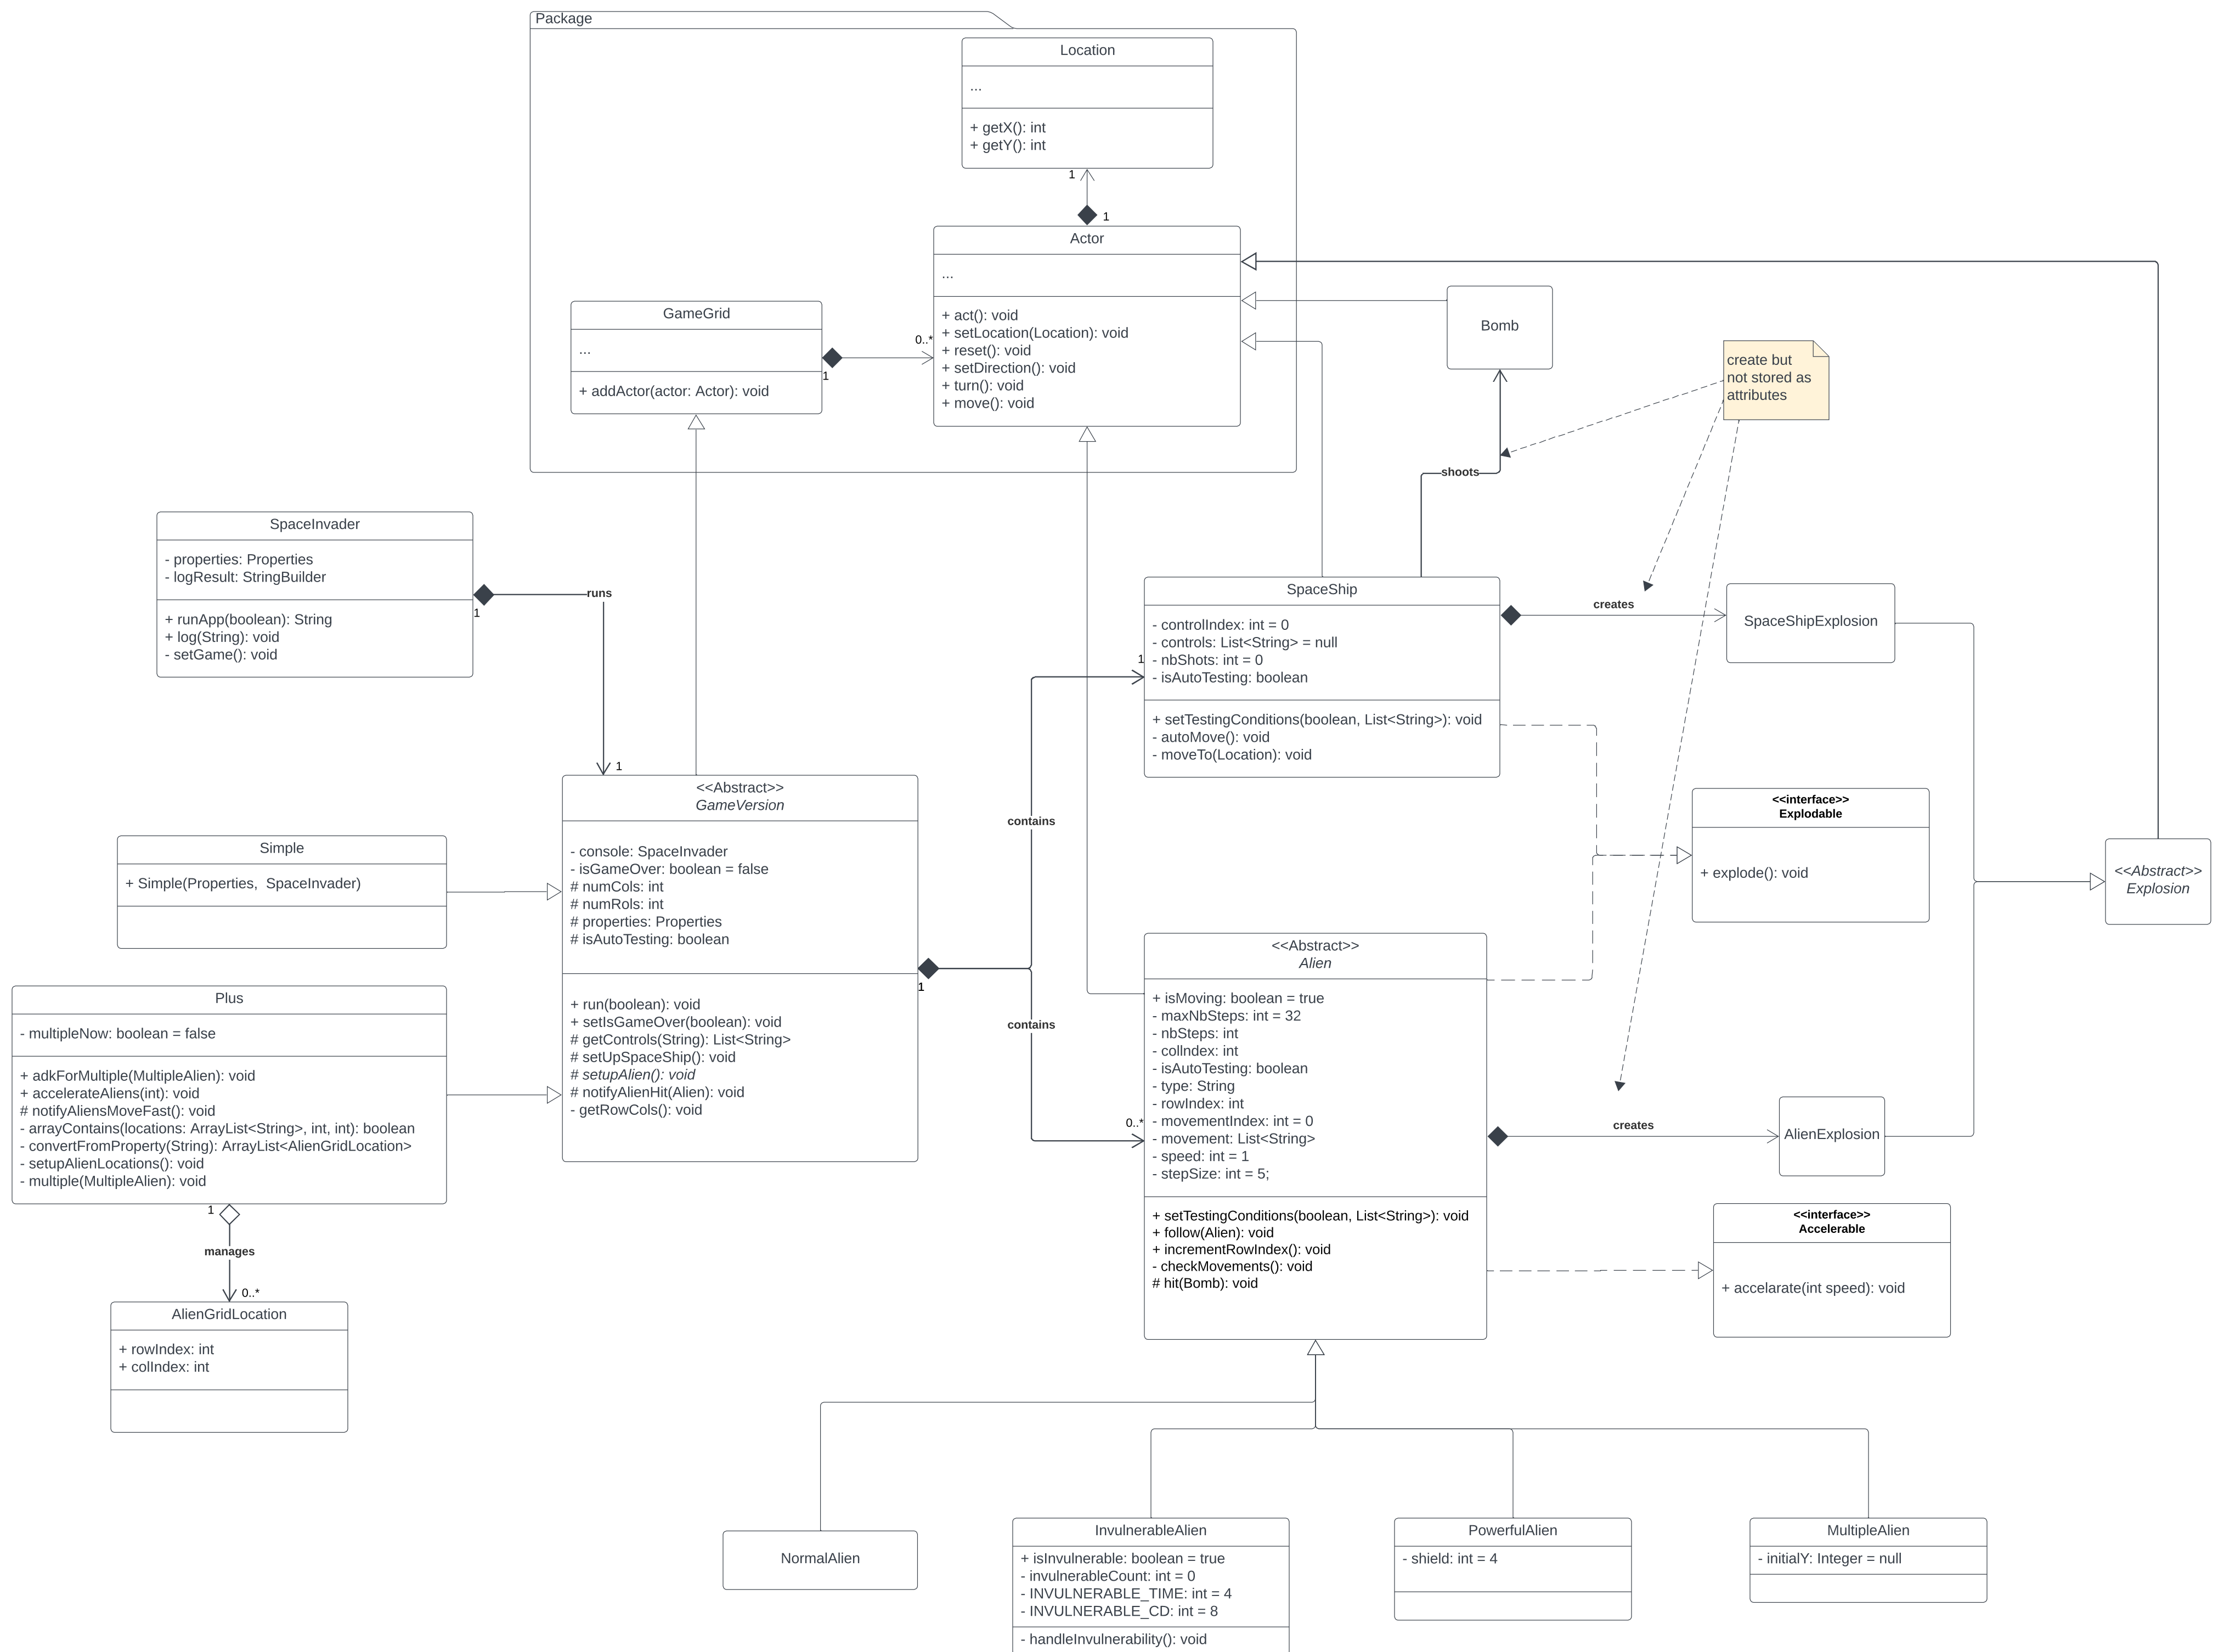 Package
Location
...
+ getX(): int
+ getY(): int
1
1
Actor
...
+ act(): void
+ setLocation(Location): void
+ reset(): void
+ setDirection(): void
+ turn(): void
+ move(): void
GameGrid
...
+ addActor(actor: Actor): void
1
0..*
Bomb
create but
not stored as
attributes
shoots
SpaceInvader
- properties: Properties
- logResult: StringBuilder
+ runApp(boolean): String
+ log(String): void
- setGame(): void
1
runs
1
SpaceShip
- controlIndex: int = 0
- controls: List<String> = null
- nbShots: int = 0
- isAutoTesting: boolean
+ setTestingConditions(boolean, List<String>): void
- autoMove(): void
- moveTo(Location): void
1
creates
SpaceShipExplosion
<<Abstract>>
GameVersion
- console: SpaceInvader
- isGameOver: boolean = false
# numCols: int
# numRols: int
# properties: Properties
# isAutoTesting: boolean
+ run(boolean): void
+ setIsGameOver(boolean): void
# getControls(String): List<String>
# setUpSpaceShip(): void
# setupAlien(): void
# notifyAlienHit(Alien): void
- getRowCols(): void
1
contains
contains
0..*
<<interface>>
Explodable
+ explode(): void
<<Abstract>>
Explosion
Simple
+ Simple(Properties,  SpaceInvader)
Plus
- multipleNow: boolean = false
+ adkForMultiple(MultipleAlien): void
+ accelerateAliens(int): void
# notifyAliensMoveFast(): void
- arrayContains(locations: ArrayList<String>, int, int): boolean
- convertFromProperty(String): ArrayList<AlienGridLocation>
- setupAlienLocations(): void
- multiple(MultipleAlien): void
1
manages
0..*
AlienGridLocation
+ rowIndex: int
+ colIndex: int
<<Abstract>>
Alien
+ isMoving: boolean = true
- maxNbSteps: int = 32
- nbSteps: int
- colIndex: int
- isAutoTesting: boolean
- type: String
- rowIndex: int
- movementIndex: int = 0
- movement: List<String>
- speed: int = 1
- stepSize: int = 5;
+ setTestingConditions(boolean, List<String>): void
+ follow(Alien): void
+ incrementRowIndex(): void
- checkMovements(): void
# hit(Bomb): void
creates
AlienExplosion
<<interface>>
Accelerable
+ accelarate(int speed): void
NormalAlien
InvulnerableAlien
+ isInvulnerable: boolean = true
- invulnerableCount: int = 0
- INVULNERABLE_TIME: int = 4
- INVULNERABLE_CD: int = 8
- handleInvulnerability(): void
PowerfulAlien
- shield: int = 4
MultipleAlien
- initialY: Integer = null